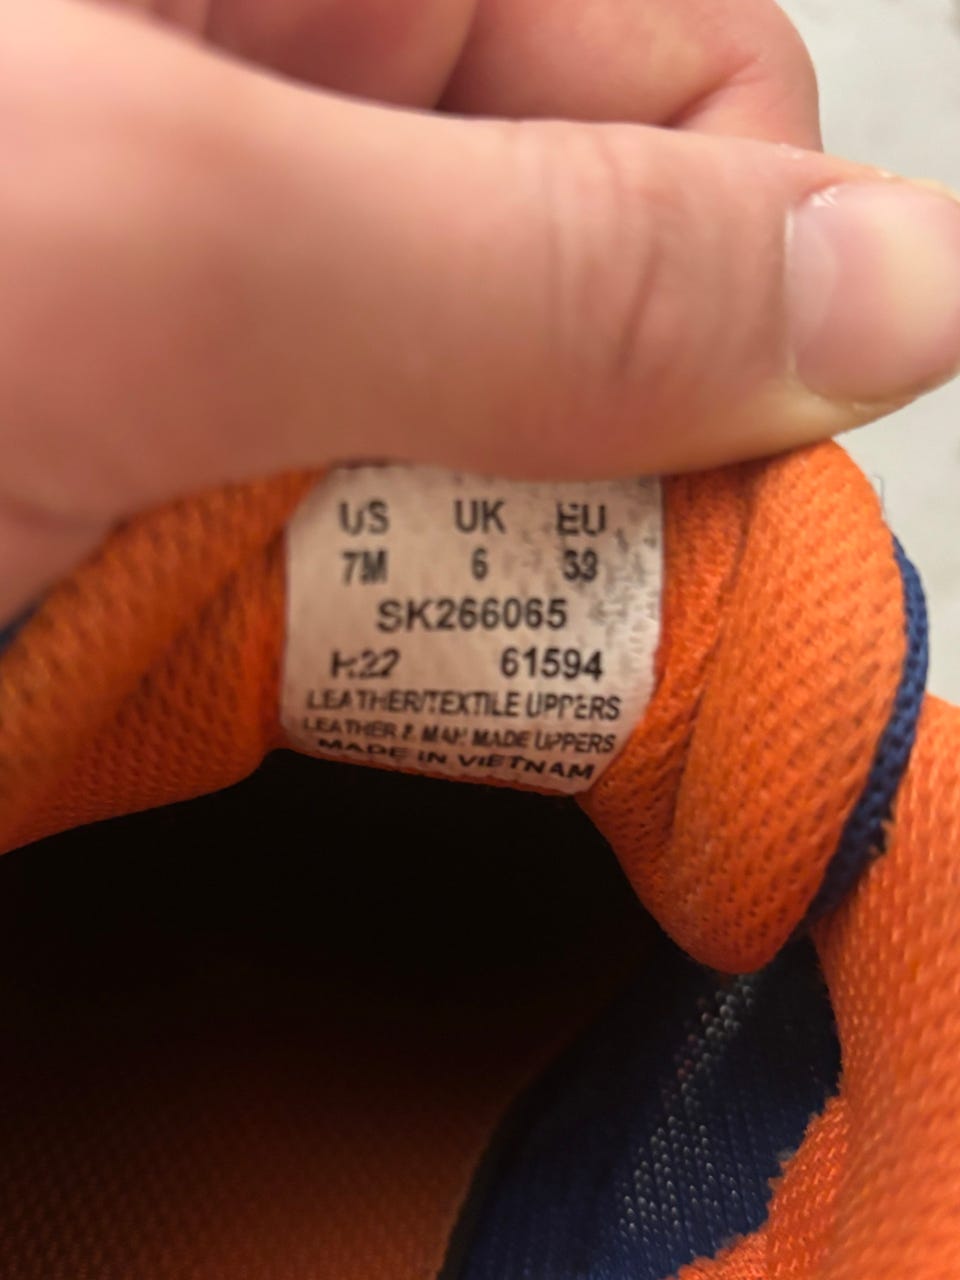 US UK EU
7M 6 39
SK266065
61594
LEATHER/TEXTILE UPPERS
LEATHER & MAN MADE UPPERS
MADE IN VIETNAM